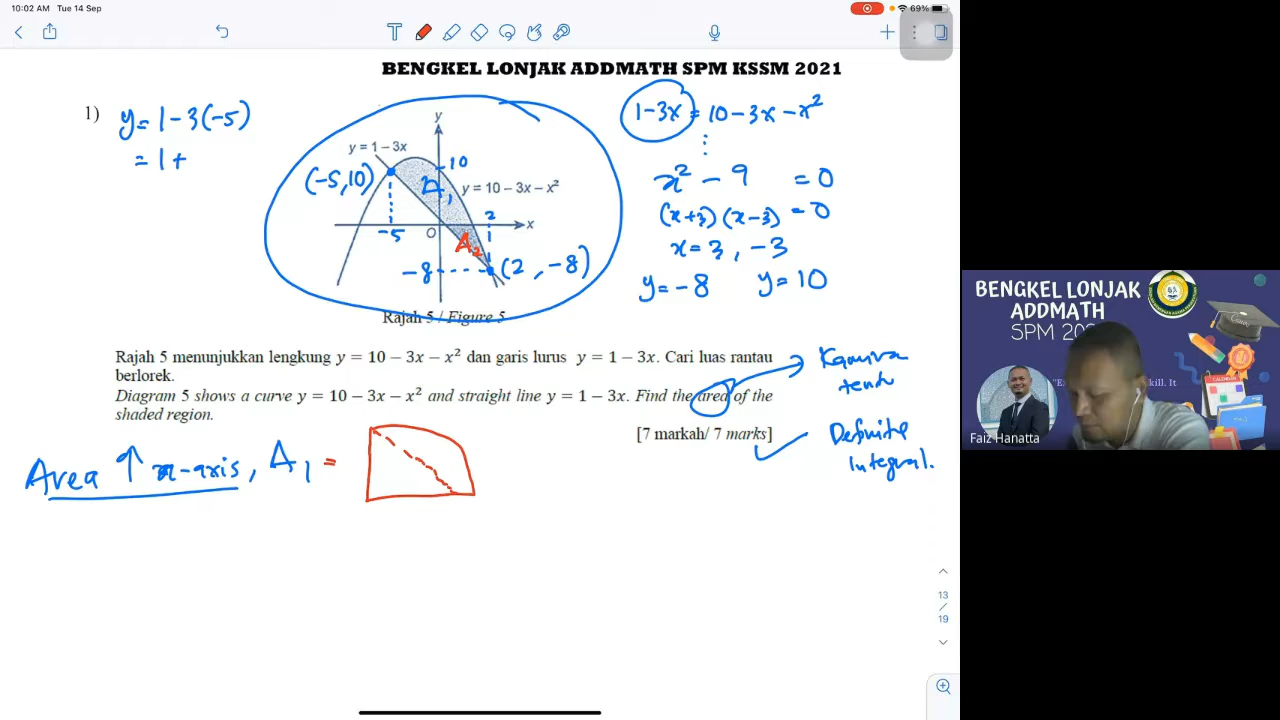 10:02 AM Tue 14 Sep
69%
BENGKEL LONJAK ADDMATH SPM KSSM 2021
1)
y = 1 - 3(-5)
= 1 +
y
y = 1 − 3x
10
(-5,10)
A1
y = 10 − 3x − x²
-5
O
2
x
A2
-8
(2, -8)
Rajah 5 / Figure 5
1-3x = 10-3x-x²
⋮
x² - 9 = 0
(x+3)(x-3) = 0
x = 3, -3
y = -8 y = 10
Rajah 5 menunjukkan lengkung y = 10 − 3x − x² dan garis lurus y = 1 − 3x. Cari luas rantau
berlorek.
Diagram 5 shows a curve y = 10 − 3x − x² and straight line y = 1 − 3x. Find the area of the
shaded region.
[7 markah/ 7 marks]
Definite
Integral.
Area ↑ x-axis, A1 =
13
/
19
BENGKEL LONJAK
ADDMATH
SPM 20
Faiz Hanatta